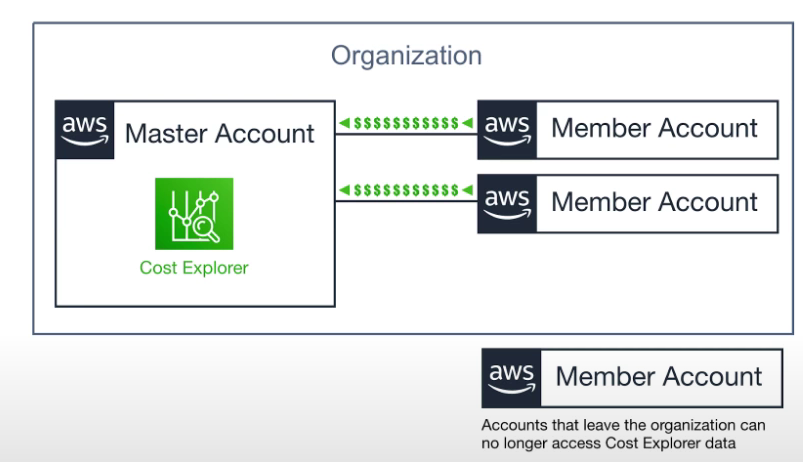 Organization
aws
Master Account
$$$$$$$$$$$
aws
Member Account
$$$$$$$$$$$
aws
Member Account
Cost Explorer
aws
Member Account
Accounts that leave the organization can
no longer access Cost Explorer data